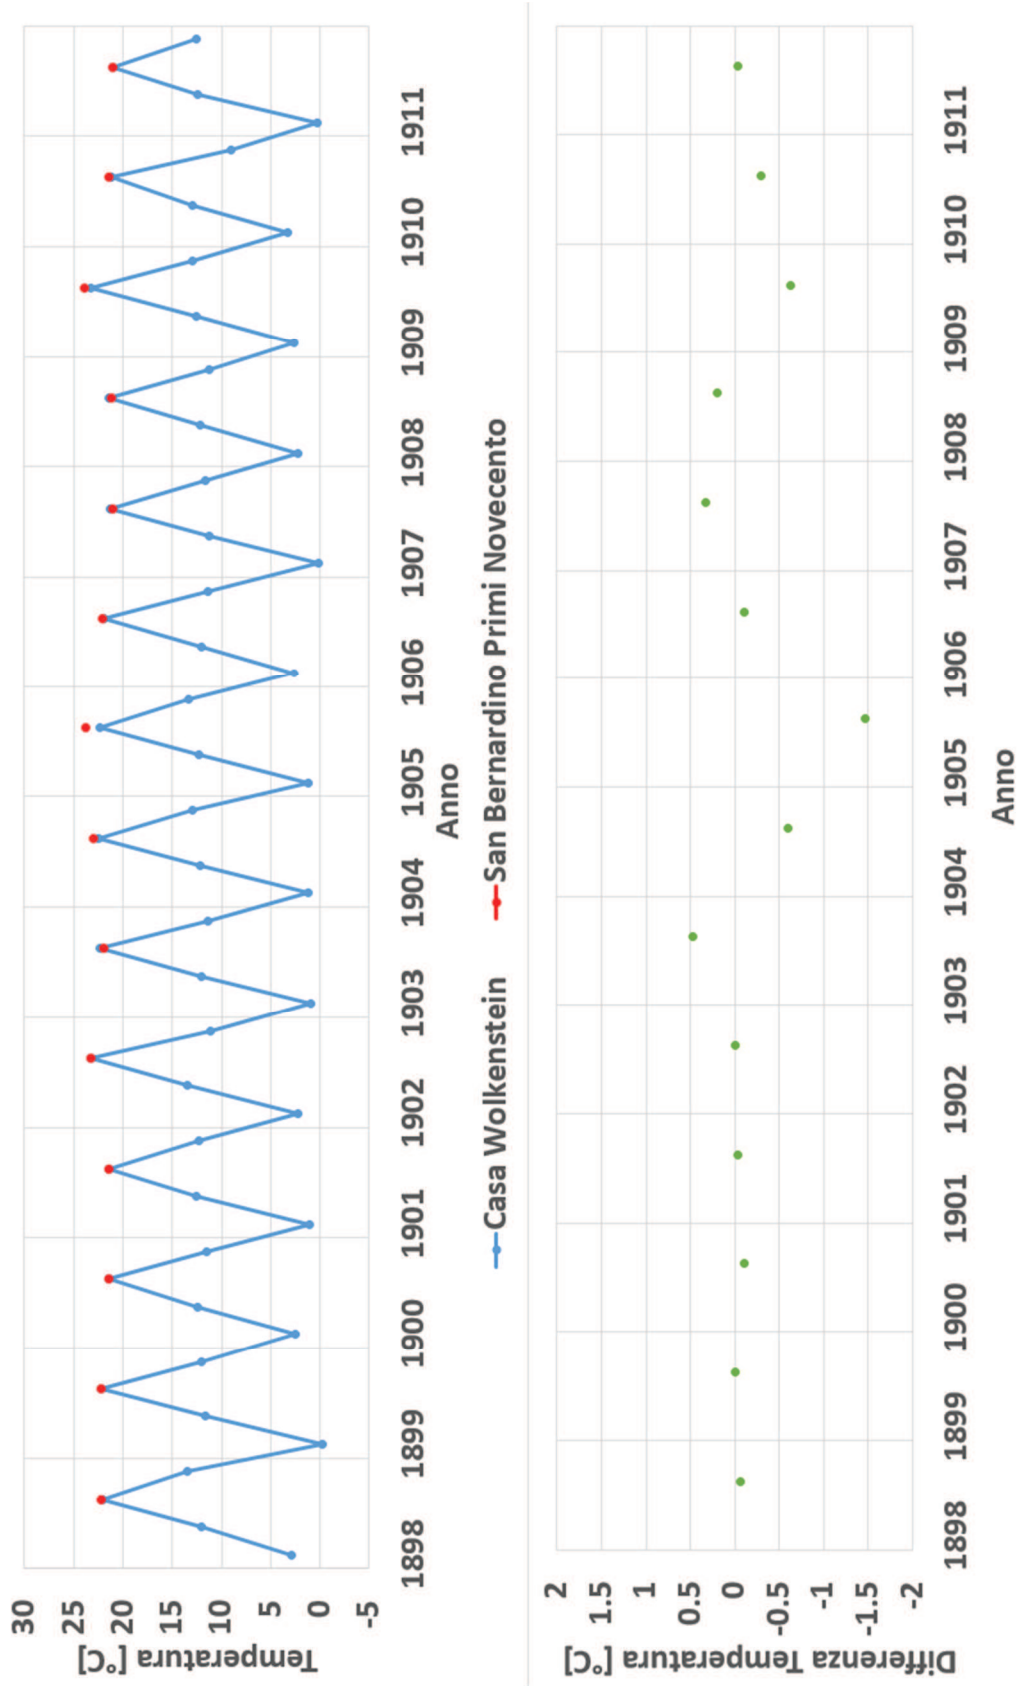 Temperatura [°C]
30
25
20
15
10
5
0
-5
1898 1899 1900 1901 1902 1903 1904 1905 1906 1907 1908 1909 1910 1911
Anno
Casa Wolkenstein San Bernardino Primi Novecento
Differenza Temperatura [°C]
2
1.5
1
0.5
0
-0.5
-1
-1.5
-2
1898 1899 1900 1901 1902 1903 1904 1905 1906 1907 1908 1909 1910 1911
Anno